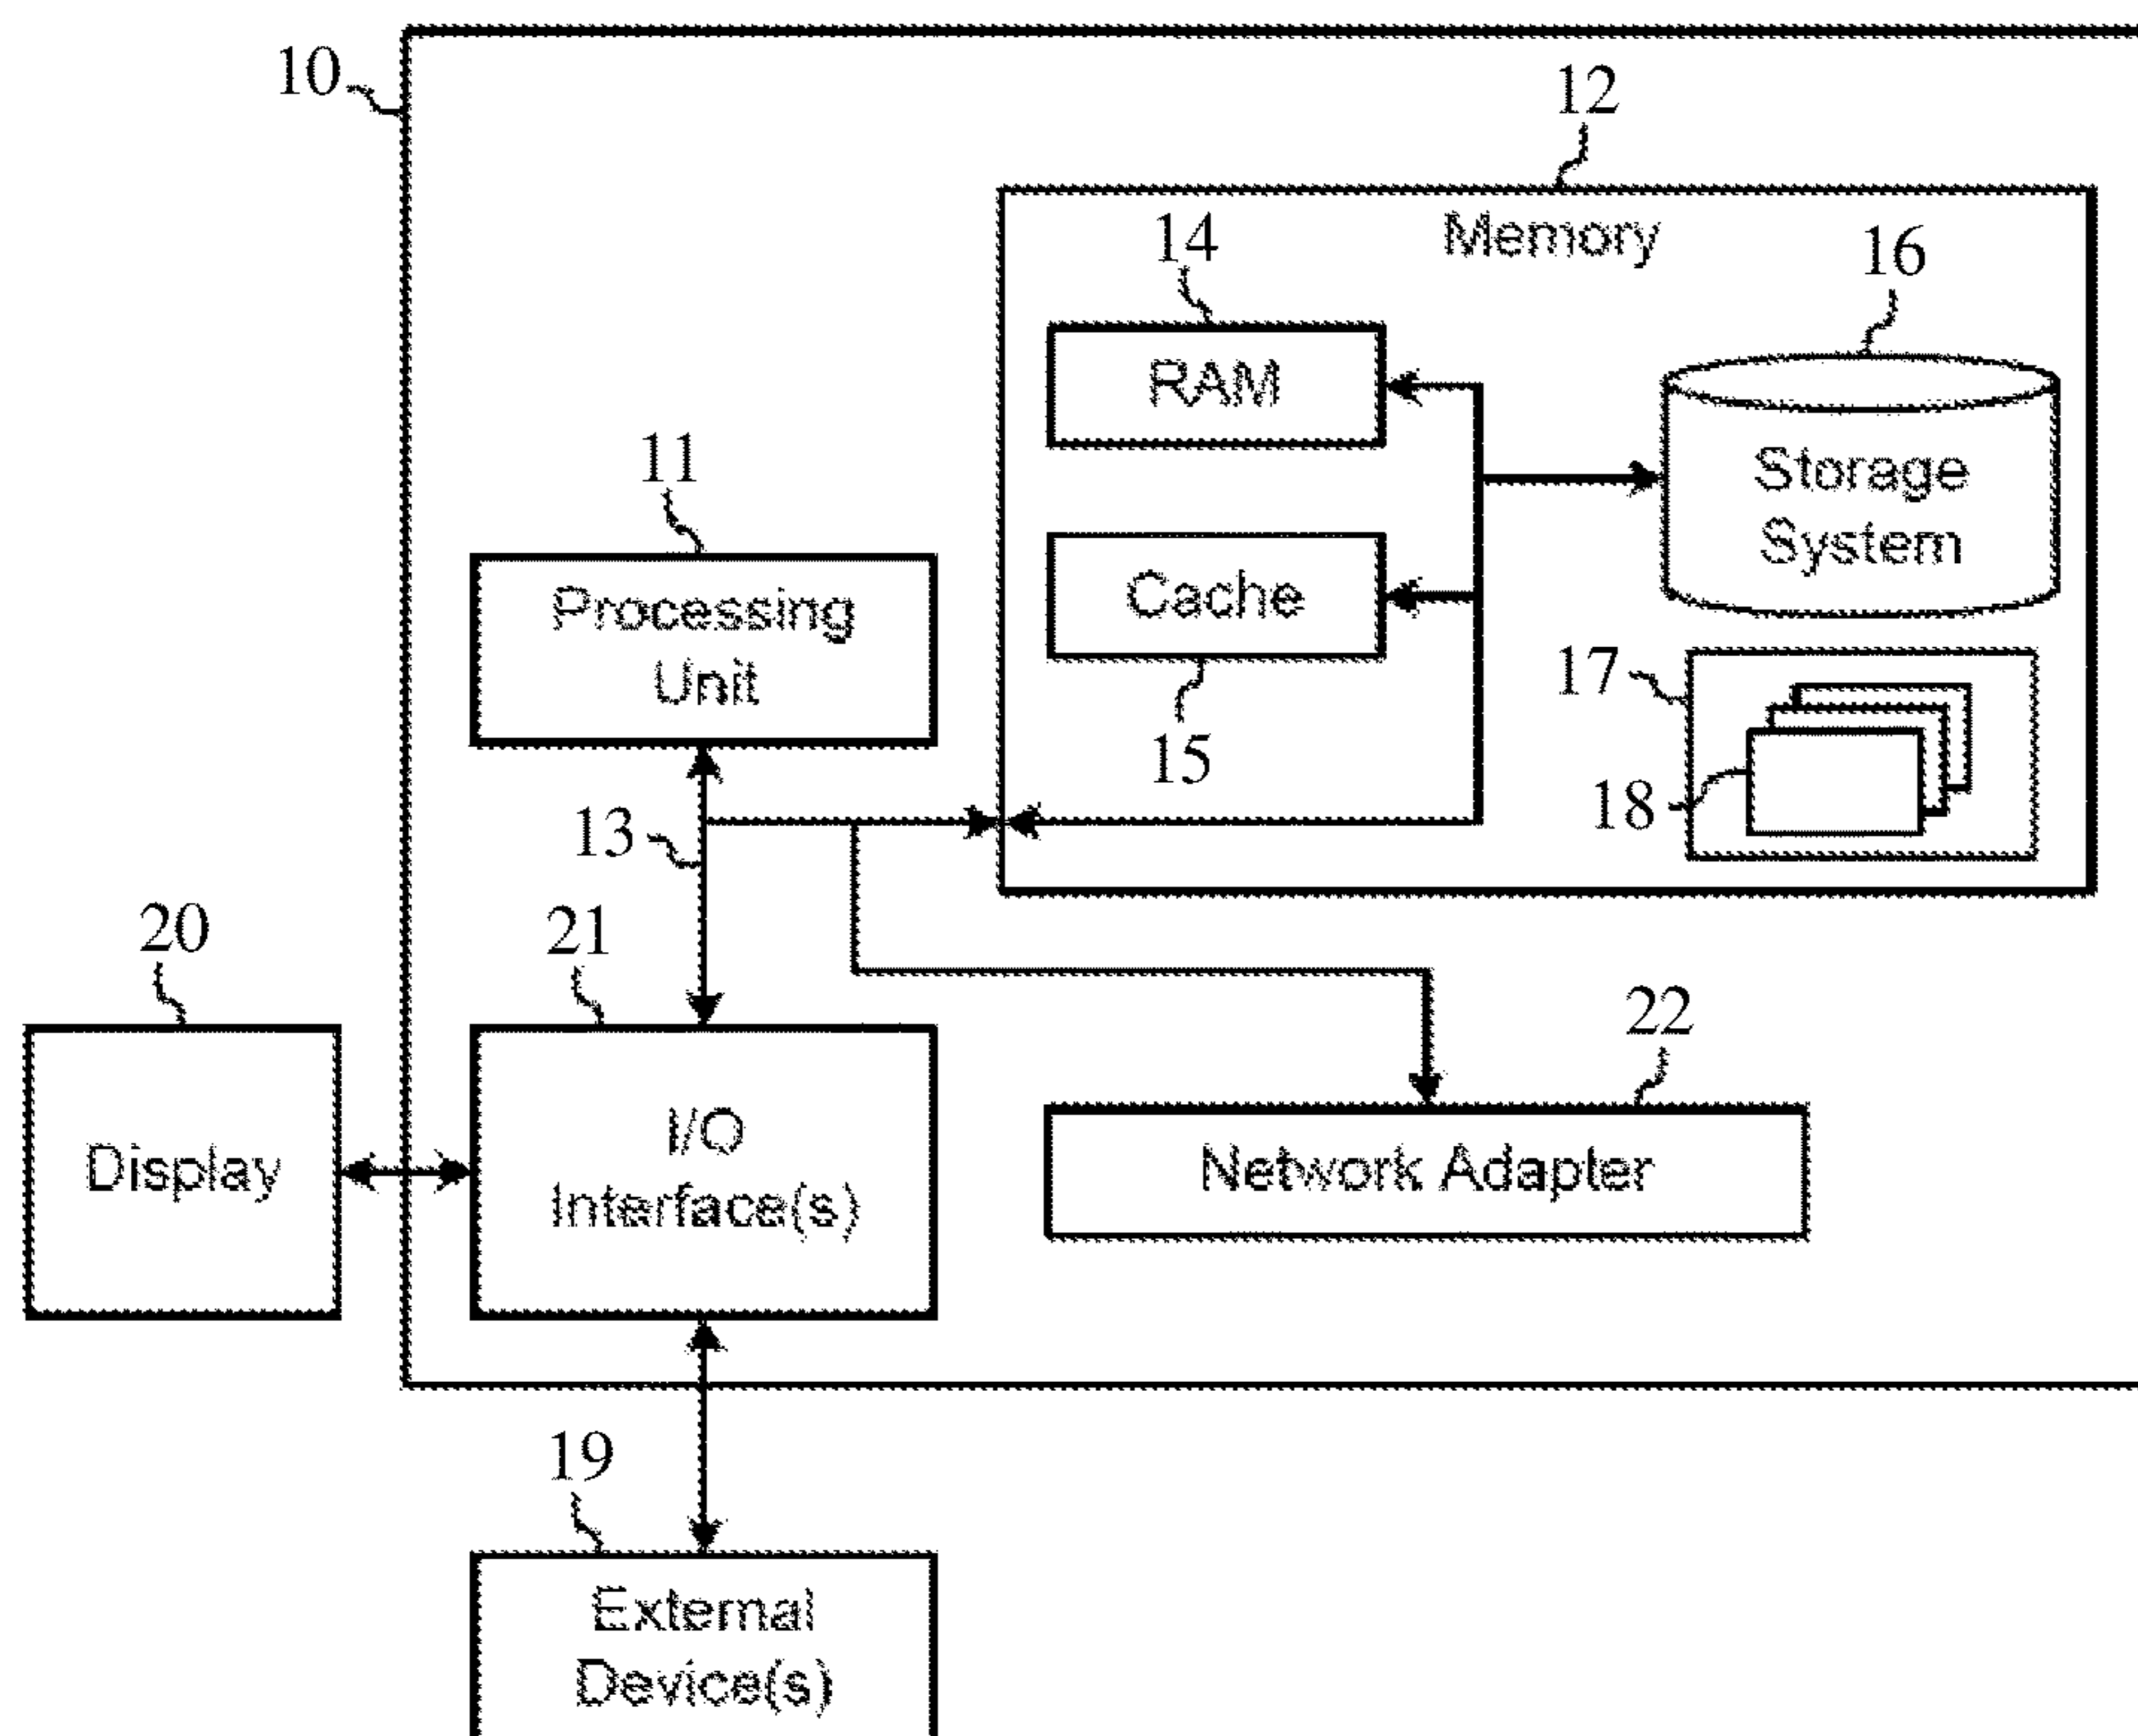 10
12
Memory
14
16
RAM
Storage
System
11
Processing
Unit
Cache
15
17
18
13
20
21
22
Display
I/O
Interface(s)
Network Adapter
19
External
Device(s)